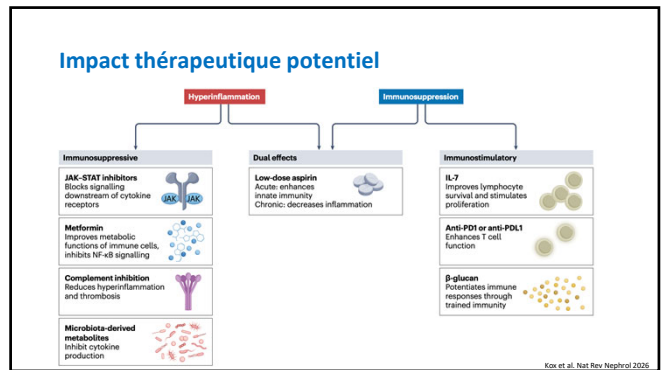 Impact thérapeutique potentiel
Hyperinflammation
Immunosuppression
Immunosuppressive
JAK–STAT inhibitors
Blocks signalling
downstream of cytokine
receptors
JAK JAK
Metformin
Improves metabolic
functions of immune cells,
inhibits NF-κB signalling
Complement inhibition
Reduces hyperinflammation
and thrombosis
Microbiota-derived
metabolites
Inhibit cytokine
production
Dual effects
Low-dose aspirin
Acute: enhances
innate immunity
Chronic: decreases inflammation
Immunostimulatory
IL-7
Improves lymphocyte
survival and stimulates
proliferation
Anti-PD1 or anti-PDL1
Enhances T cell
function
β-glucan
Potentiates immune
responses through
trained immunity
Kox et al. Nat Rev Nephrol 2026